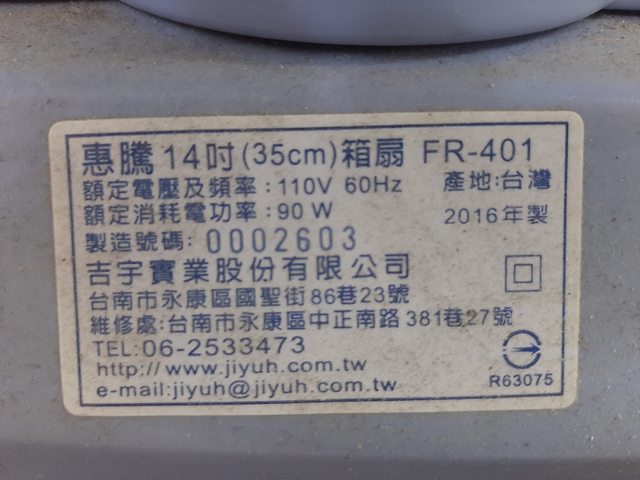 惠騰14吋(35cm)箱扇 FR-401
額定電壓及頻率:110V 60Hz 產地:台灣
額定消耗電功率:90W 2016年製
製造號碼:0002603
吉宇實業股份有限公司
台南市永康區國聖街86巷23號
維修處:台南市永康區中正南路381巷27號
TEL:06-2533473
http://www.jiyuh.com.tw
e-mail:jiyuh@jiyuh.com.tw
R63075